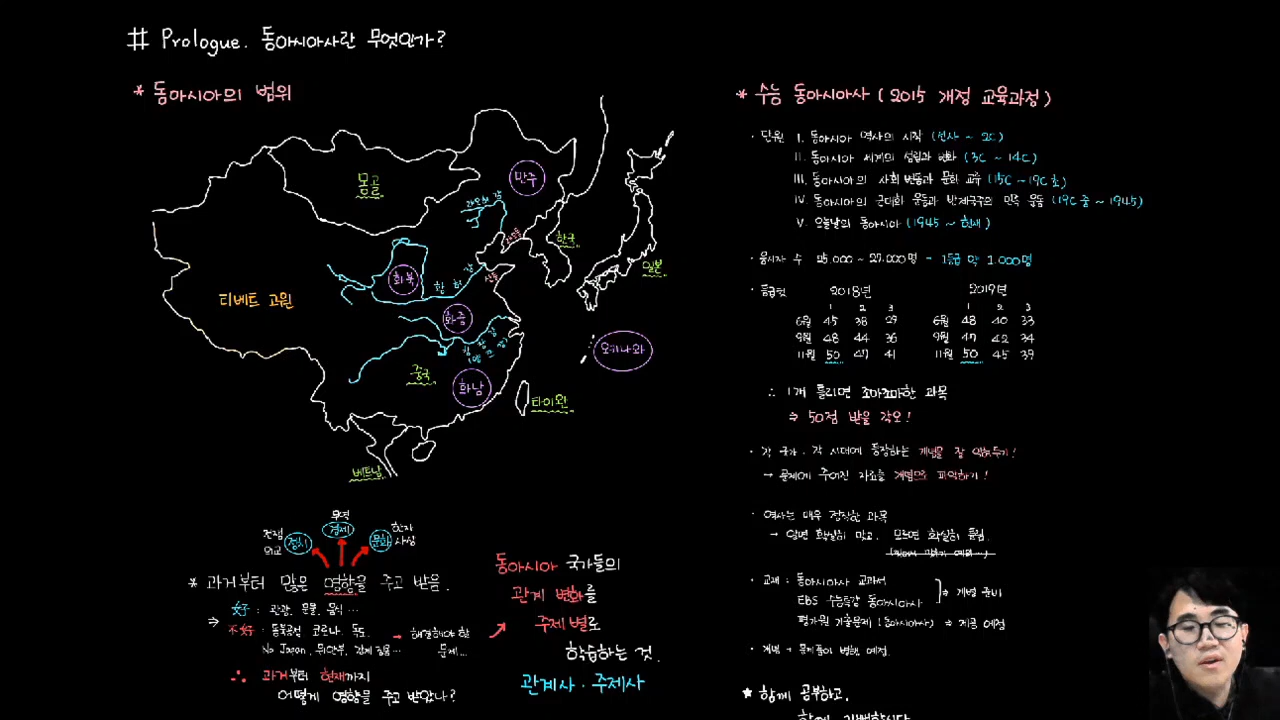 # Prologue. 동아시아사란 무엇인가?
* 동아시아의 범위
몽골
만주
한국
일본
화북
황허 강
산둥
티베트 고원
화중
오키나와
중국
화남
타이완
베트남
무역
전쟁
외교
정치
경제
문화
한자
사상
* 과거부터 많은 영향을 주고 받음.
⇒ 好 : 관광, 문물, 음식 …
不好 : 동북공정, 코로나, 독도,
No Japan, 위안부, 강제 징용 …
→ 해결해야 할
문제…
∴ 과거부터 현재까지
어떻게 영향을 주고 받았나?
동아시아 국가들의
관계 변화를
주제별로
학습하는 것.
관계사 · 주제사
* 수능 동아시아사 (2015 개정 교육과정)
· 단원 I. 동아시아 역사의 시작 (선사 ~ 2C)
II. 동아시아 세계의 성립과 변화 (3C ~ 14C)
III. 동아시아의 사회 변동과 문화 교류 (15C ~ 19C 초)
IV. 동아시아의 근대화 운동과 반제국주의 민족 운동 (19C 중 ~ 1945)
V. 오늘날의 동아시아 (1945 ~ 현재)
· 응시자 수 25.000 ~ 27.000명 - 1등급 약 1.000명
· 등급컷 2018년 2019년
1 2 3 1 2 3
6월 45 38 29 6월 48 40 33
9월 48 44 36 9월 47 42 34
11월 50 47 41 11월 50 45 39
∴ 1개 틀리면 조마조마한 과목
⇒ 50점 받을 각오!
· 각 국가, 각 시대에 등장하는 개념을 잘 익혀두기!
→ 문제에 주어진 자료를 개념으로 파악하기!
· 역사는 매우 정직한 과목
→ 알면 확실히 맞고, 모르면 확실히 틀림.
· 교재 : 동아시아사 교과서
EBS 수능특강 동아시아사 ⇒ 개념 준비
평가원 기출문제 (동아시아사) ⇒ 제공 예정
· 개념 + 문제풀이 병행 예정.
★ 함께 공부하고,